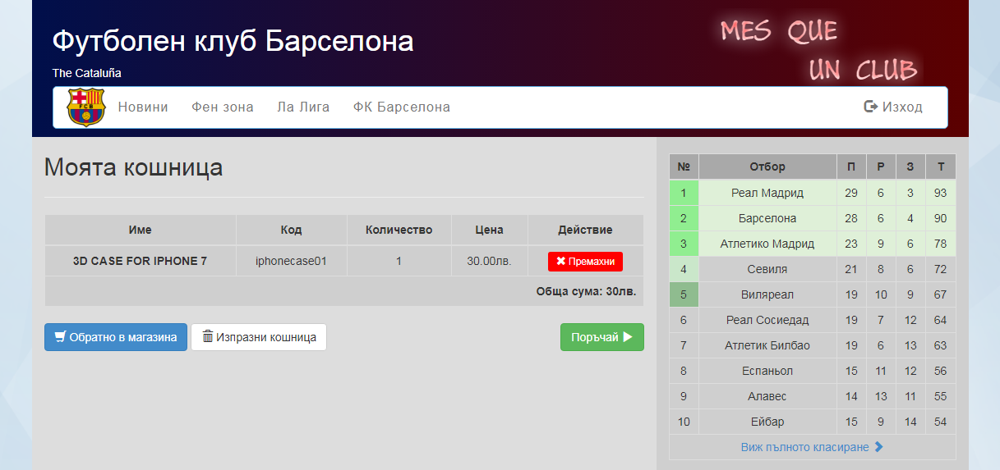 MES QUE
UN CLUB
Футболен клуб Барселона
The Cataluña
FCB
Новини Фен зона Ла Лига ФК Барселона Изход
Моята кошница
Име Код Количество Цена Действие
3D CASE FOR IPHONE 7 iphonecase01 1 30.00лв. Премахни
Обща сума: 30лв.
Обратно в магазина Изпразни кошница Поръчай
№ Отбор П Р З Т
1 Реал Мадрид 29 6 3 93
2 Барселона 28 6 4 90
3 Атлетико Мадрид 23 9 6 78
4 Севиля 21 8 6 72
5 Виляреал 19 10 9 67
6 Реал Сосиедад 19 7 12 64
7 Атлетик Билбао 19 6 13 63
8 Еспаньол 15 11 12 56
9 Алавес 14 13 11 55
10 Ейбар 15 9 14 54
Виж пълното класиране